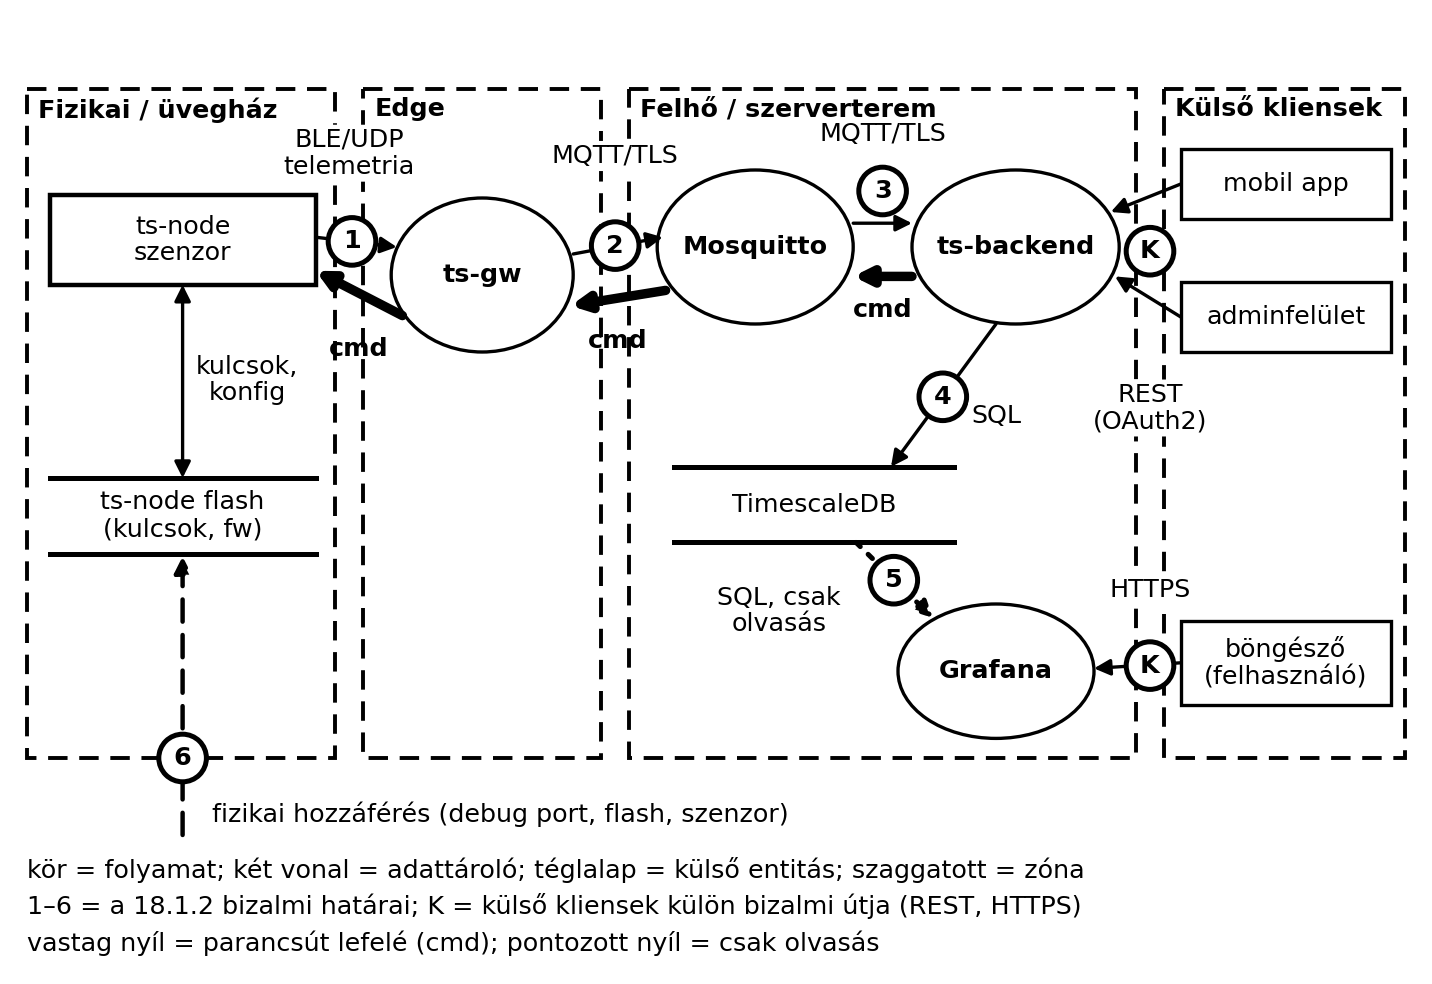 Fizikai / üvegház
Edge
Felhő / szerverterem
Külső kliensek
BLE/UDP
telemetria
MQTT/TLS
MQTT/TLS
ts-node
szenzor
1
ts-gw
2
Mosquitto
3
ts-backend
K
mobil app
adminfelület
cmd
cmd
cmd
kulcsok,
konfig
4
SQL
REST
(OAuth2)
ts-node flash
(kulcsok, fw)
TimescaleDB
5
SQL, csak
olvasás
HTTPS
Grafana
K
böngésző
(felhasználó)
6
fizikai hozzáférés (debug port, flash, szenzor)
kör = folyamat; két vonal = adattároló; téglalap = külső entitás; szaggatott = zóna
1–6 = a 18.1.2 bizalmi határai; K = külső kliensek külön bizalmi útja (REST, HTTPS)
vastag nyíl = parancsút lefelé (cmd); pontozott nyíl = csak olvasás